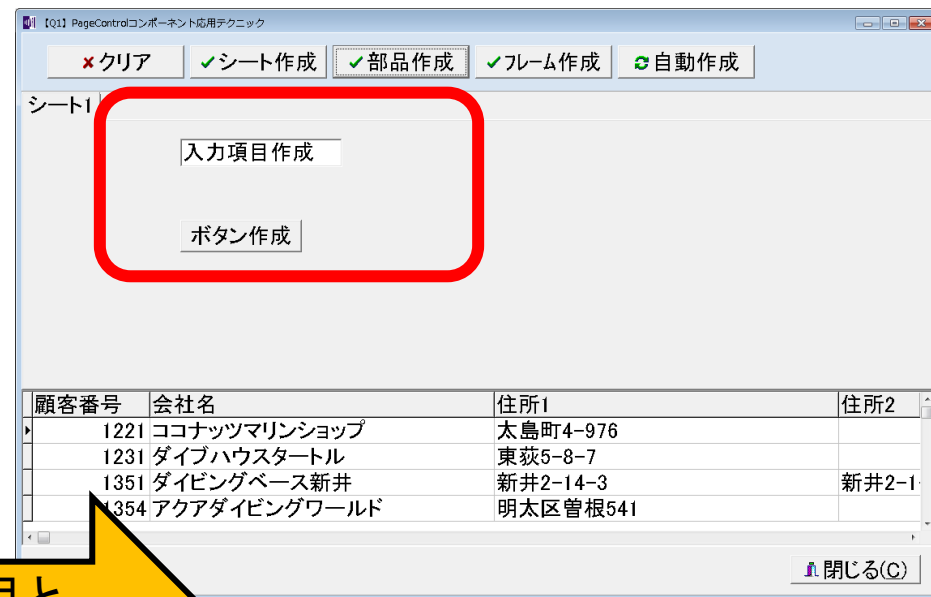 【Q1】PageControlコンポーネント応用テクニック
クリア シート作成 部品作成 フレーム作成 自動作成
シート1
入力項目作成
ボタン作成
顧客番号 会社名 住所1 住所2
1221 ココナッツマリンショップ 太島町4-976
1231 ダイブハウスタートル 東荻5-8-7
1351 ダイビングベース新井 新井2-14-3 新井2-1
1354 アクアダイビングワールド 明太区曽根541
閉じる(C)